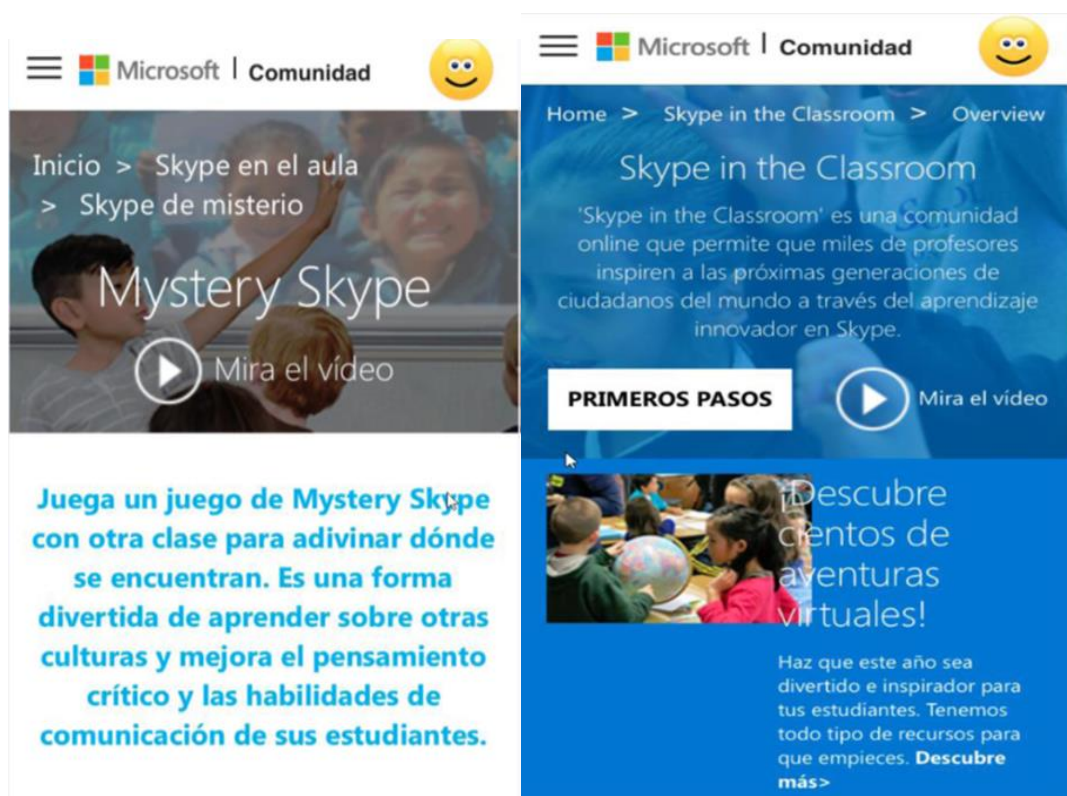 Microsoft | Comunidad
Inicio > Skype en el aula
> Skype de misterio
Mystery Skype
Mira el vídeo
Juega un juego de Mystery Skype
con otra clase para adivinar dónde
se encuentran. Es una forma
divertida de aprender sobre otras
culturas y mejora el pensamiento
crítico y las habilidades de
comunicación de sus estudiantes.
Microsoft | Comunidad
Home > Skype in the Classroom > Overview
Skype in the Classroom
'Skype in the Classroom' es una comunidad
online que permite que miles de profesores
inspiren a las próximas generaciones de
ciudadanos del mundo a través del aprendizaje
innovador en Skype.
PRIMEROS PASOS
Mira el vídeo
¡Descubre
cientos de
aventuras
virtuales!
Haz que este año sea
divertido e inspirador para
tus estudiantes. Tenemos
todo tipo de recursos para
que empieces. Descubre
más>